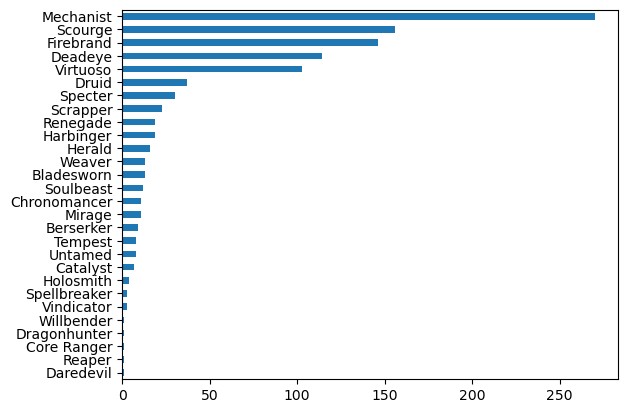 Mechanist
Scourge
Firebrand
Deadeye
Virtuoso
Druid
Specter
Scrapper
Renegade
Harbinger
Herald
Weaver
Bladesworn
Soulbeast
Chronomancer
Mirage
Berserker
Tempest
Untamed
Catalyst
Holosmith
Spellbreaker
Vindicator
Willbender
Dragonhunter
Core Ranger
Reaper
Daredevil
0 50 100 150 200 250